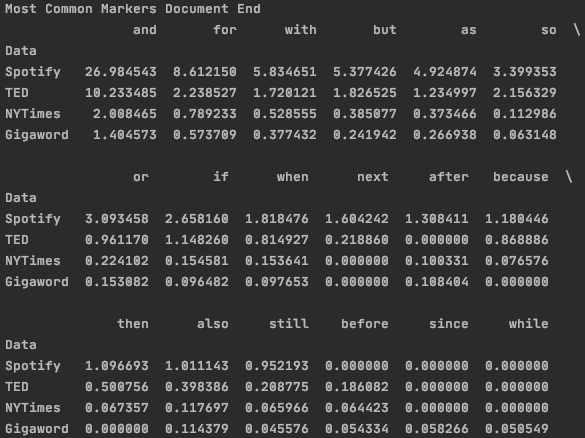 Most Common Markers Document End
and for with but as so \
Data
Spotify 26.984543 8.612150 5.834651 5.377426 4.924874 3.399353
TED 10.233485 2.238527 1.720121 1.826525 1.234997 2.156329
NYTimes 2.008465 0.789233 0.528555 0.385077 0.373466 0.112986
Gigaword 1.404573 0.573709 0.377432 0.241942 0.266938 0.063148
or if when next after because \
Data
Spotify 3.093458 2.658160 1.818476 1.604242 1.308411 1.180446
TED 0.961170 1.148260 0.814927 0.218860 0.000000 0.868886
NYTimes 0.224102 0.154581 0.153641 0.000000 0.100331 0.076576
Gigaword 0.153082 0.096482 0.097653 0.000000 0.108404 0.000000
then also still before since while
Data
Spotify 1.096693 1.011143 0.952193 0.000000 0.000000 0.000000
TED 0.500756 0.398386 0.208775 0.186082 0.000000 0.000000
NYTimes 0.067357 0.117697 0.065966 0.064423 0.000000 0.000000
Gigaword 0.000000 0.114379 0.045576 0.054334 0.058266 0.050549